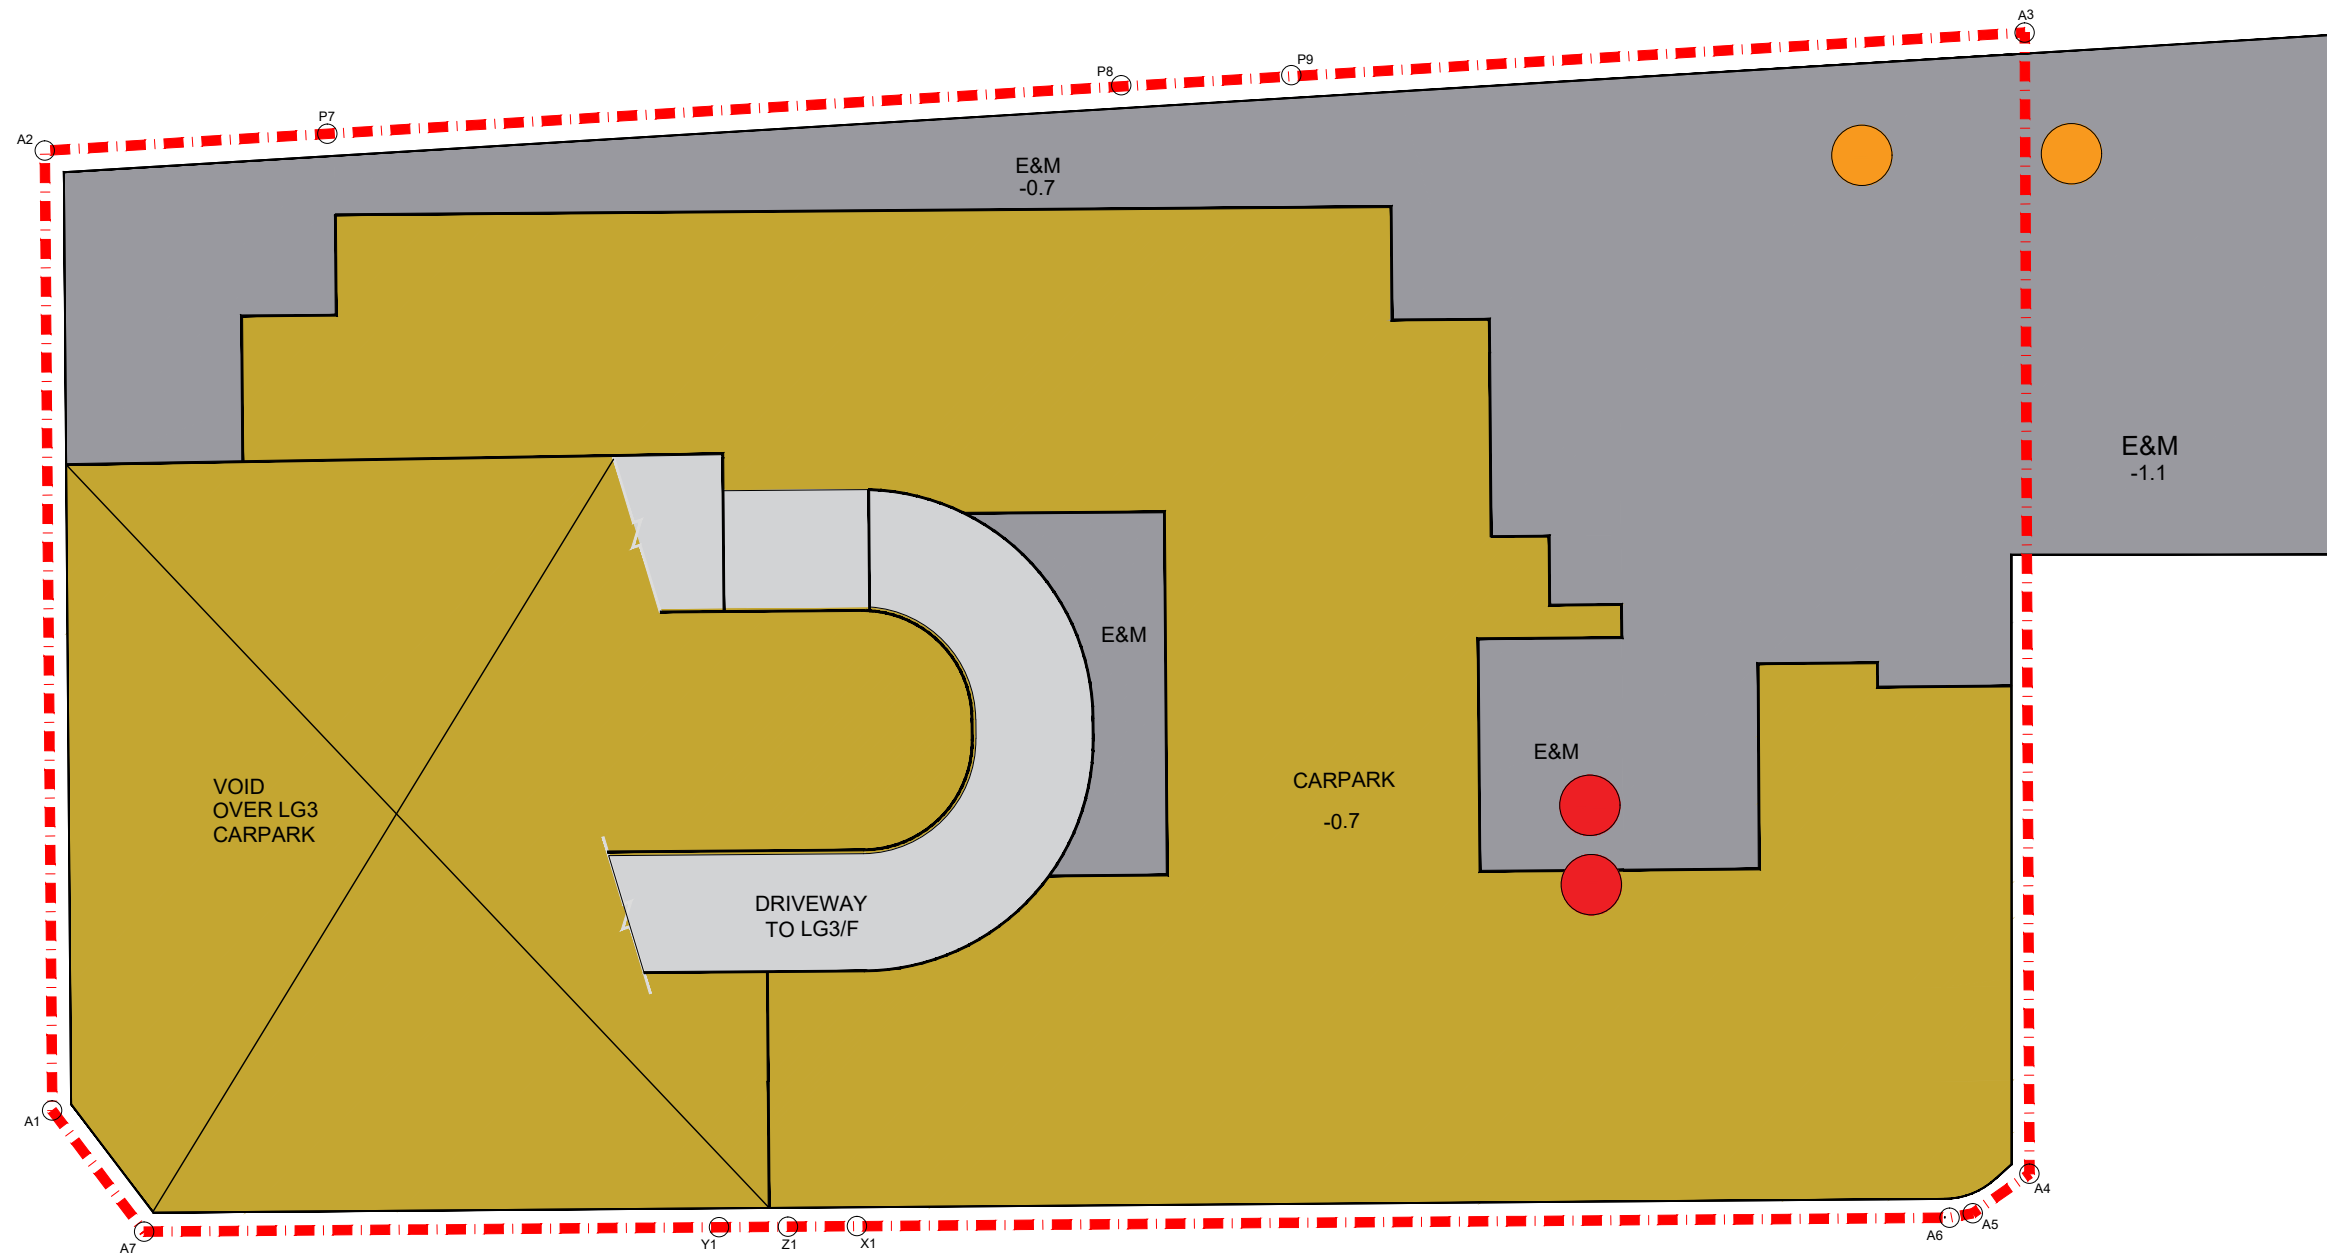 A3
P9
P8
P7
A2
E&M
-0.7
E&M
-1.1
E&M
E&M
CARPARK
-0.7
VOID
OVER LG3
CARPARK
DRIVEWAY
TO LG3/F
A1
A4
A5
A6
A7
Y1
Z1
X1